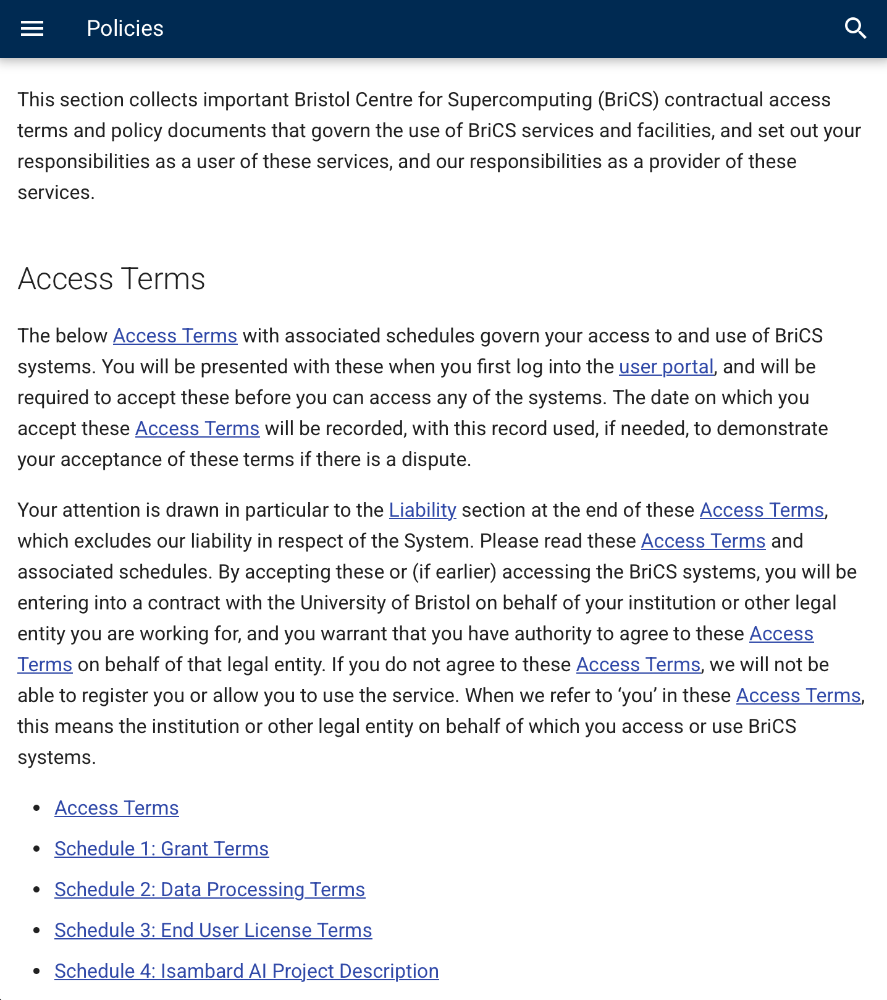 Policies
This section collects important Bristol Centre for Supercomputing (BriCS) contractual access
terms and policy documents that govern the use of BriCS services and facilities, and set out your
responsibilities as a user of these services, and our responsibilities as a provider of these
services.
Access Terms
The below Access Terms with associated schedules govern your access to and use of BriCS
systems. You will be presented with these when you first log into the user portal, and will be
required to accept these before you can access any of the systems. The date on which you
accept these Access Terms will be recorded, with this record used, if needed, to demonstrate
your acceptance of these terms if there is a dispute.
Your attention is drawn in particular to the Liability section at the end of these Access Terms,
which excludes our liability in respect of the System. Please read these Access Terms and
associated schedules. By accepting these or (if earlier) accessing the BriCS systems, you will be
entering into a contract with the University of Bristol on behalf of your institution or other legal
entity you are working for, and you warrant that you have authority to agree to these Access
Terms on behalf of that legal entity. If you do not agree to these Access Terms, we will not be
able to register you or allow you to use the service. When we refer to ‘you’ in these Access Terms,
this means the institution or other legal entity on behalf of which you access or use BriCS
systems.
• Access Terms
• Schedule 1: Grant Terms
• Schedule 2: Data Processing Terms
• Schedule 3: End User License Terms
• Schedule 4: Isambard AI Project Description